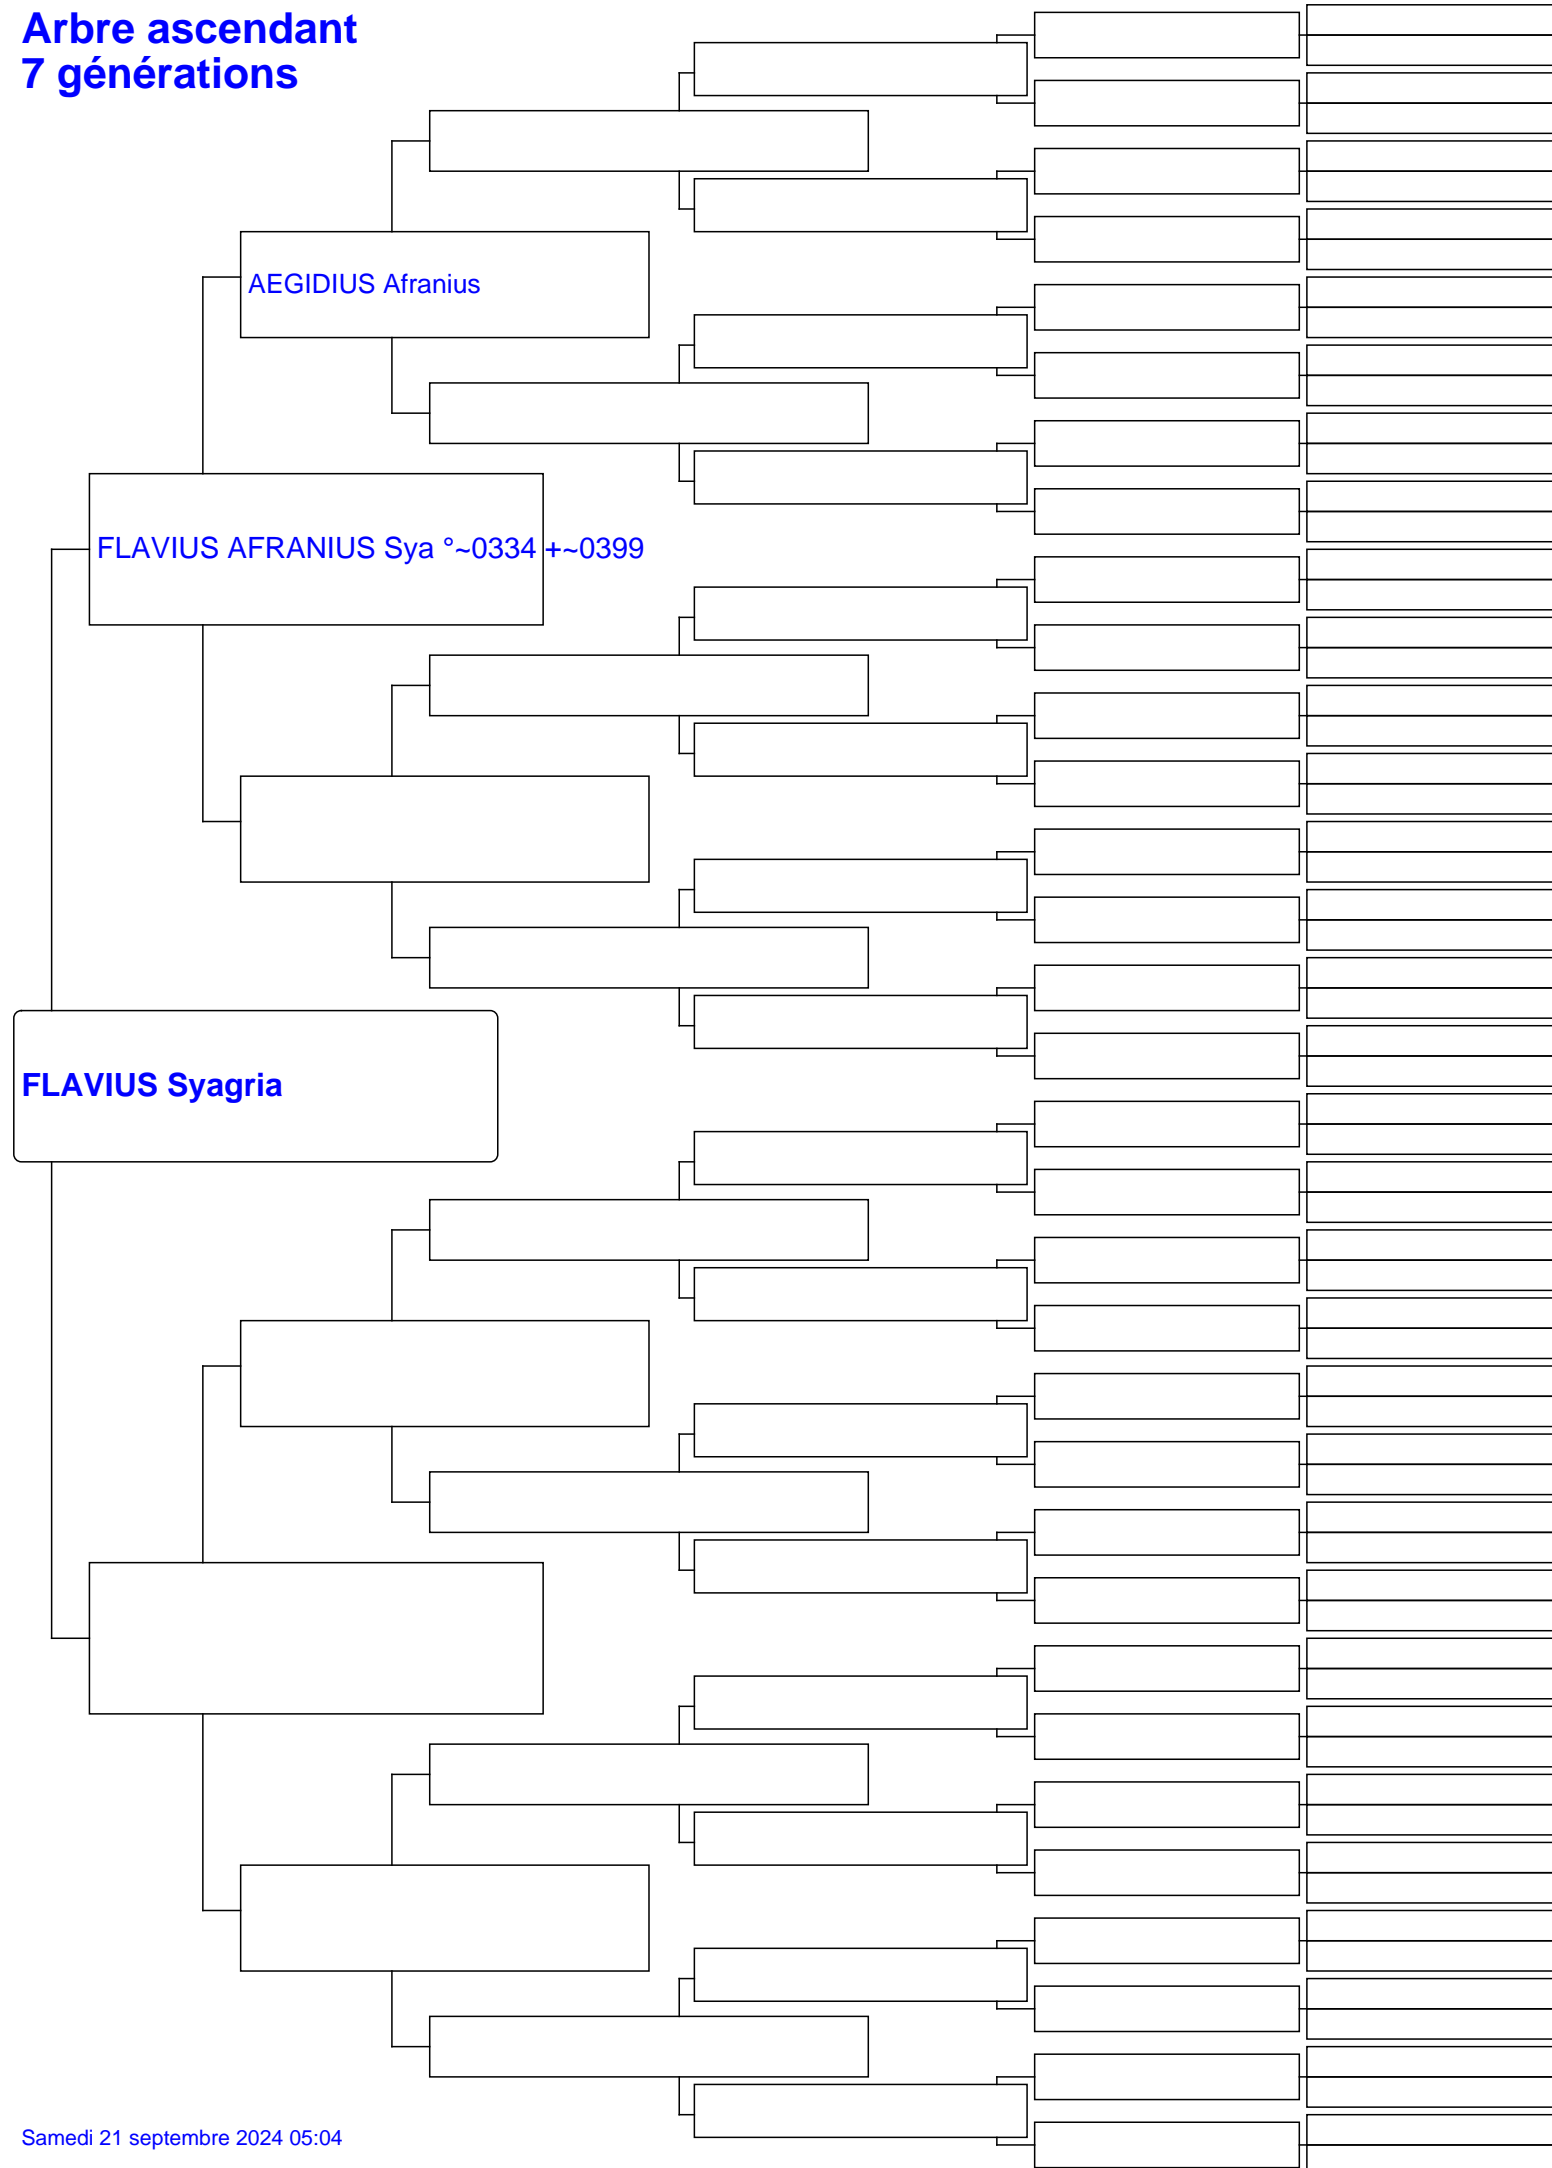 Arbre ascendant
7 générations
AEGIDIUS Afranius
FLAVIUS AFRANIUS Sya °~0334 +~0399
FLAVIUS Syagria
Samedi 21 septembre 2024 05:04